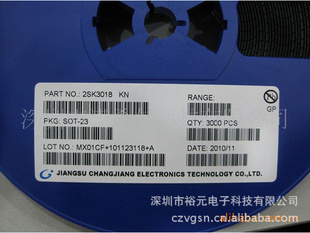 PART NO.: 2SK3018 KN
RANGE:
PKG: SOT-23
QTY: 3000 PCS
LOT NO.: MX01CF+101123118+A
DATE: 2010/11
GP
JIANGSU CHANGJIANG ELECTRONICS TECHNOLOGY CO.,LTD.
深圳市裕元电子科技有限公司
czvgsn.cn.alibaba.com